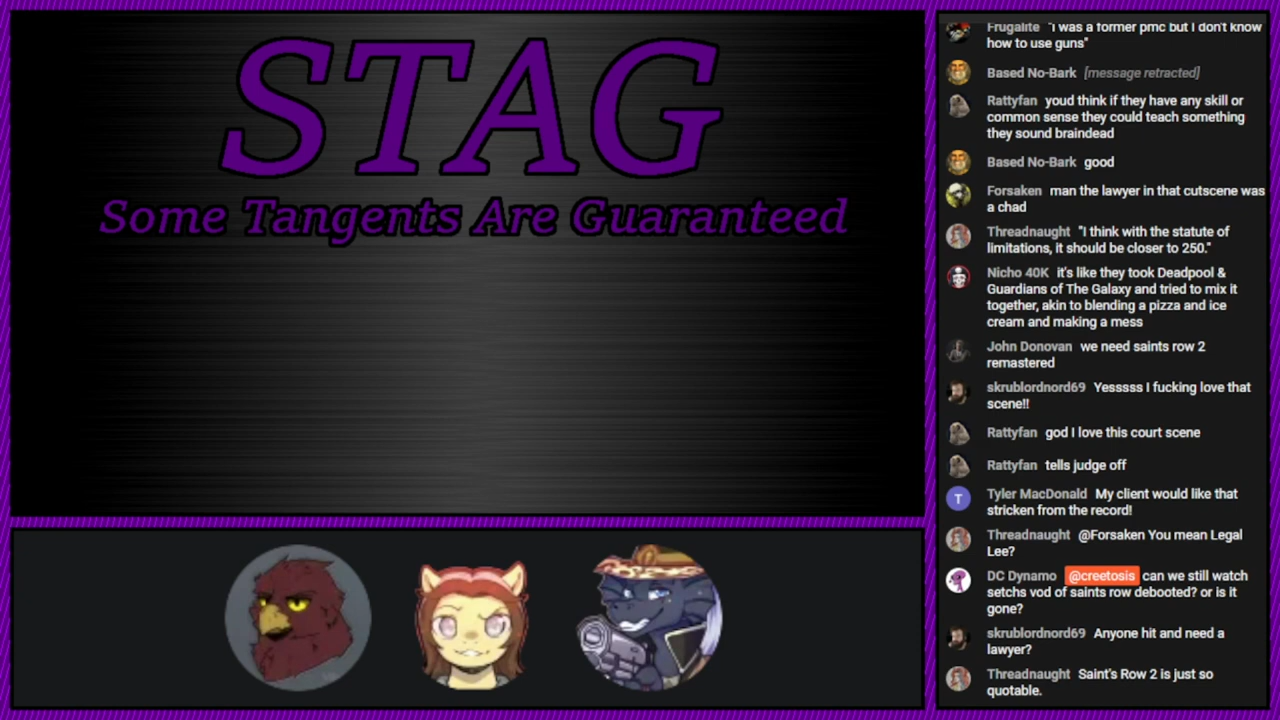 STAG
Some Tangents Are Guaranteed
Frugalite "I was a former pmc but I don't know
how to use guns"
Based No-Bark [message retracted]
Rattyfan youd think if they have any skill or
common sense they could teach something
they sound braindead
Based No-Bark good
Forsaken man the lawyer in that cutscene was
a chad
Threadnaught "I think with the statute of
limitations, it should be closer to 250."
Nicho 40K it's like they took Deadpool &
Guardians of The Galaxy and tried to mix it
together, akin to blending a pizza and ice
cream and making a mess
John Donovan we need saints row 2
remastered
skrublordnord69 Yesssss I fucking love that
scene!!
Rattyfan god I love this court scene
Rattyfan tells judge off
T
Tyler MacDonald My client would like that
stricken from the record!
Threadnaught @Forsaken You mean Legal
Lee?
DC Dynamo @creetosis can we still watch
setchs vod of saints row debooted? or is it
gone?
skrublordnord69 Anyone hit and need a
lawyer?
Threadnaught Saint's Row 2 is just so
quotable.